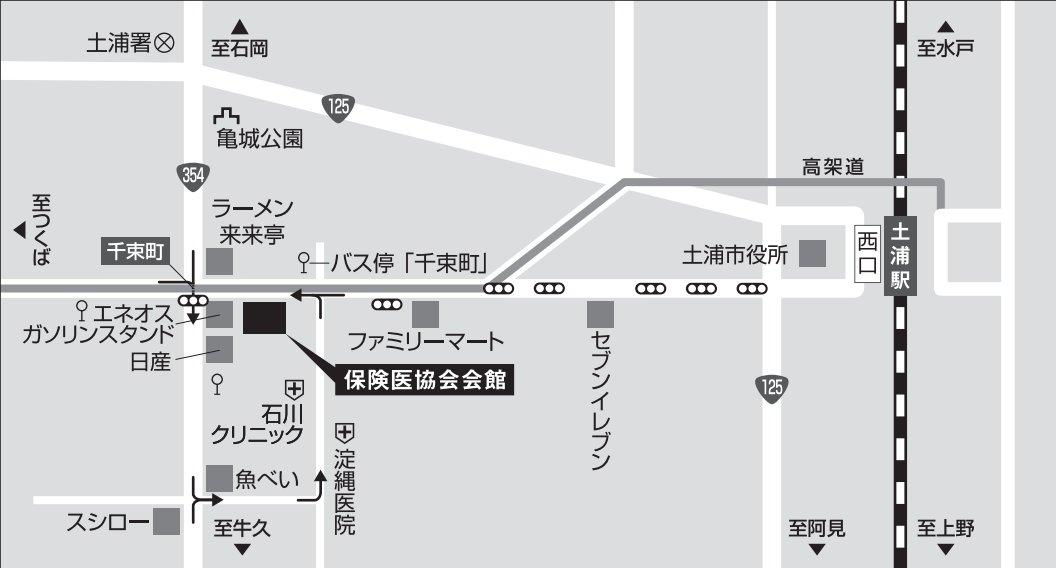 土浦署
至石岡
至水戸
125
亀城公園
354
高架道
至つくば
ラーメン
来来亭
千束町
バス停「千束町」
土浦市役所
西口
土浦駅
エネオス
ガソリンスタンド
日産
ファミリーマート
セブンイレブン
保険医協会会館
125
石川
クリニック
淀縄医院
魚べい
スシロー
至牛久
至阿見
至上野